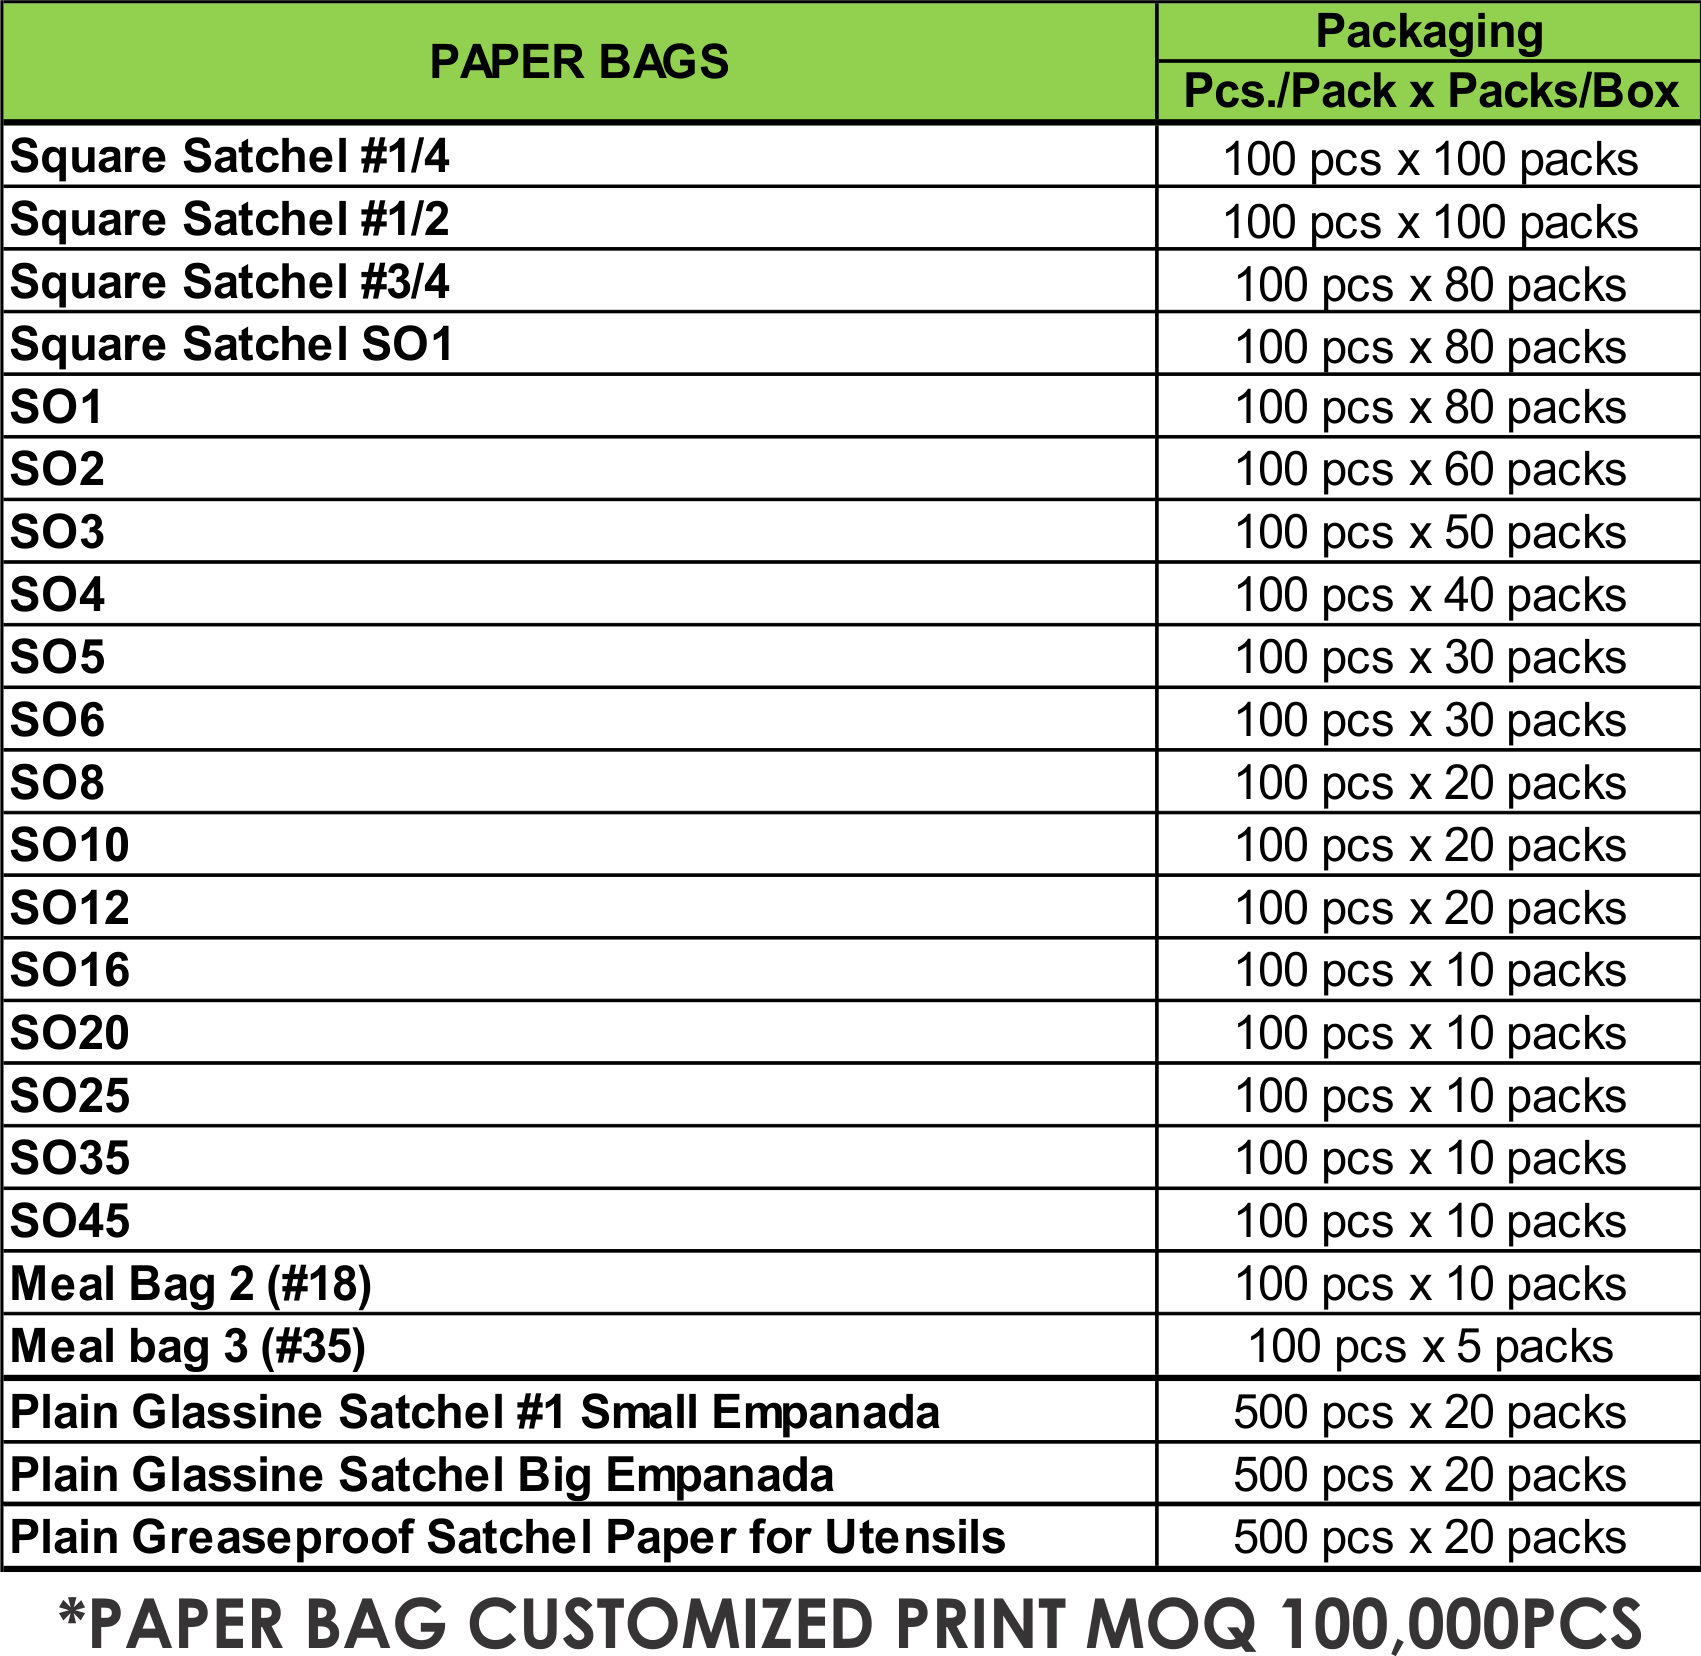 PAPER BAGS
Packaging
Pcs./Pack x Packs/Box
Square Satchel #1/4 100 pcs x 100 packs
Square Satchel #1/2 100 pcs x 100 packs
Square Satchel #3/4 100 pcs x 80 packs
Square Satchel SO1 100 pcs x 80 packs
SO1 100 pcs x 80 packs
SO2 100 pcs x 60 packs
SO3 100 pcs x 50 packs
SO4 100 pcs x 40 packs
SO5 100 pcs x 30 packs
SO6 100 pcs x 30 packs
SO8 100 pcs x 20 packs
SO10 100 pcs x 20 packs
SO12 100 pcs x 20 packs
SO16 100 pcs x 10 packs
SO20 100 pcs x 10 packs
SO25 100 pcs x 10 packs
SO35 100 pcs x 10 packs
SO45 100 pcs x 10 packs
Meal Bag 2 (#18) 100 pcs x 10 packs
Meal bag 3 (#35) 100 pcs x 5 packs
Plain Glassine Satchel #1 Small Empanada 500 pcs x 20 packs
Plain Glassine Satchel Big Empanada 500 pcs x 20 packs
Plain Greaseproof Satchel Paper for Utensils 500 pcs x 20 packs
*PAPER BAG CUSTOMIZED PRINT MOQ 100,000PCS